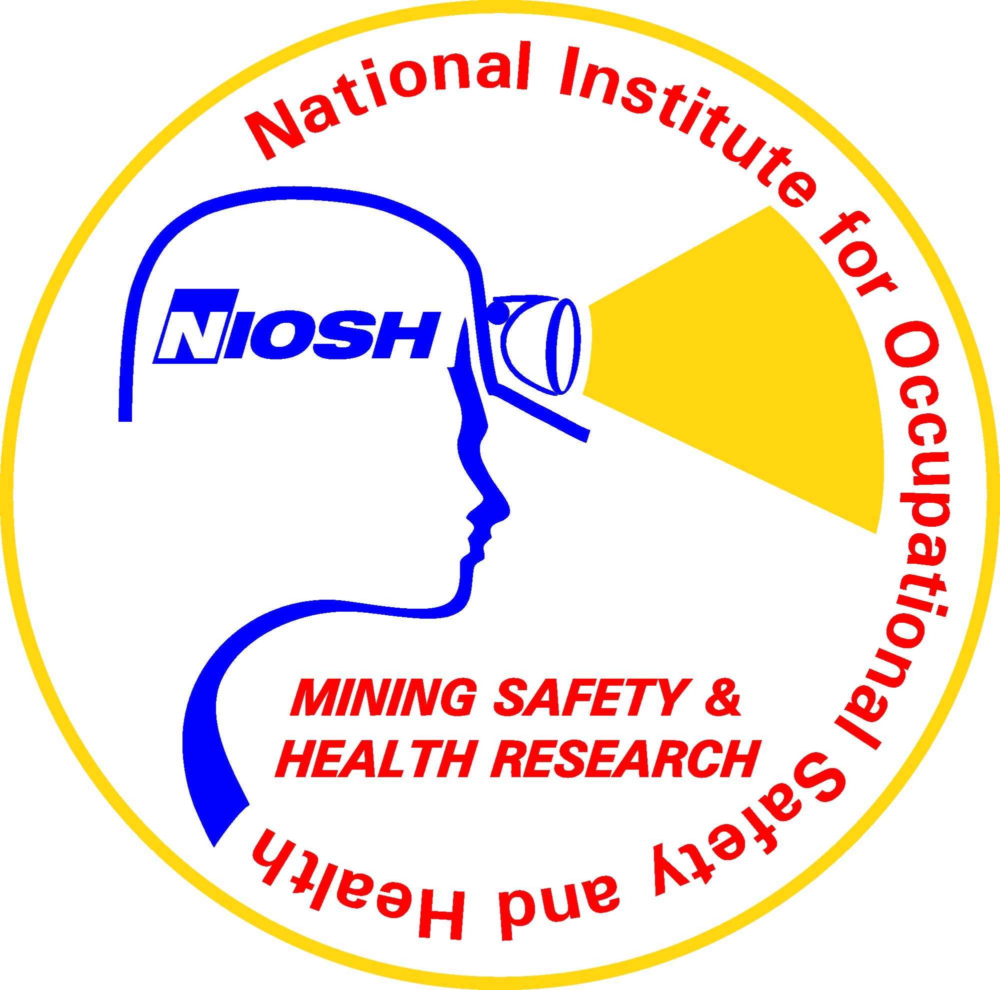 National Institute for Occupational Safety and Health
NIOSH
MINING SAFETY &
HEALTH RESEARCH